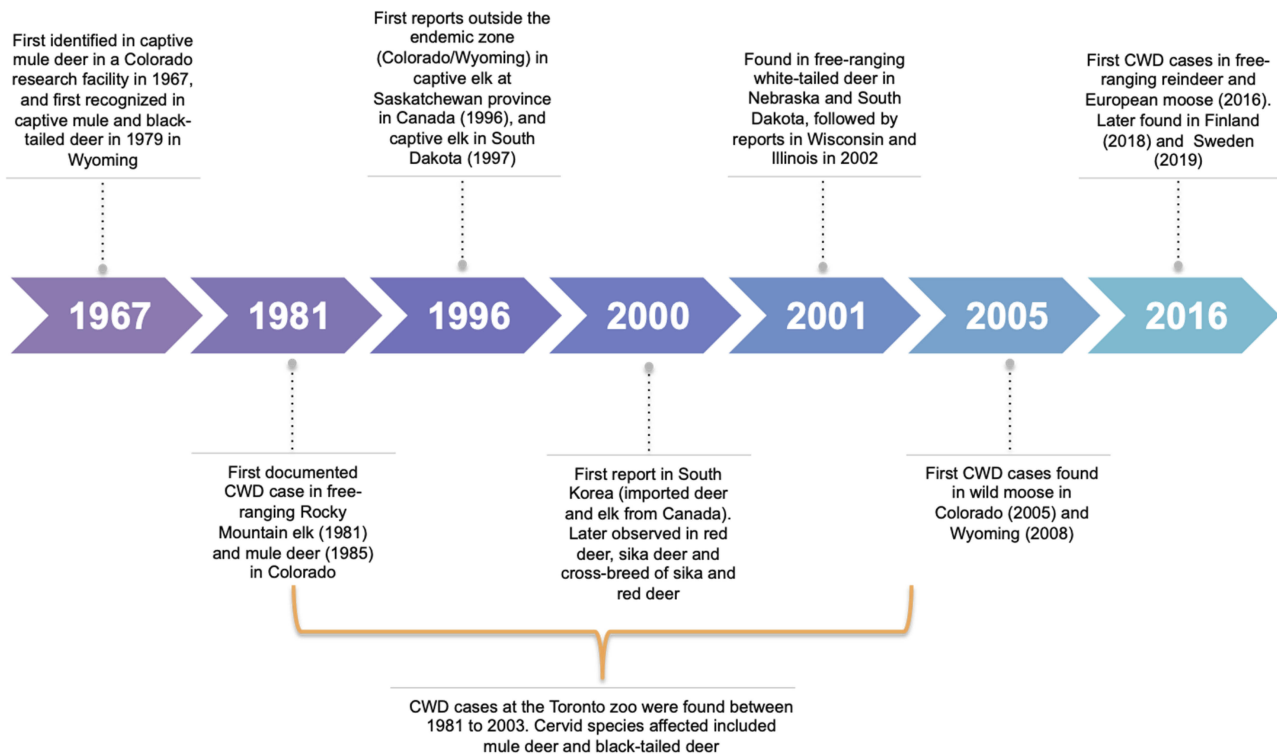 First identified in captive
mule deer in a Colorado
research facility in 1967,
and first recognized in
captive mule and black-
tailed deer in 1979 in
Wyoming
First reports outside the
endemic zone
(Colorado/Wyoming) in
captive elk at
Saskatchewan province
in Canada (1996), and
captive elk in South
Dakota (1997)
Found in free-ranging
white-tailed deer in
Nebraska and South
Dakota, followed by
reports in Wisconsin and
Illinois in 2002
First CWD cases in free-
ranging reindeer and
European moose (2016).
Later found in Finland
(2018) and Sweden
(2019)
1967
1981
1996
2000
2001
2005
2016
First documented
CWD case in free-
ranging Rocky
Mountain elk (1981)
and mule deer (1985)
in Colorado
First report in South
Korea (imported deer
and elk from Canada).
Later observed in red
deer, sika deer and
cross-breed of sika and
red deer
First CWD cases found
in wild moose in
Colorado (2005) and
Wyoming (2008)
CWD cases at the Toronto zoo were found between
1981 to 2003. Cervid species affected included
mule deer and black-tailed deer